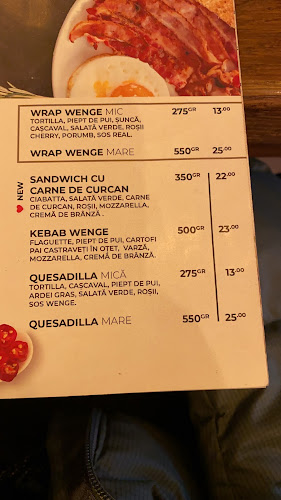 WRAP WENGE MIC 275GR 13.00
TORTILLA, PIEPT DE PUI, ȘUNCĂ,
CAȘCAVAL, SALATĂ VERDE, ROȘII
CHERRY, PORUMB, SOS REAL.
WRAP WENGE MARE 550GR 25.00
NEW
SANDWICH CU 350GR 22.00
CARNE DE CURCAN
CIABATTA, SALATĂ VERDE, CARNE
DE CURCAN, ROȘII, MOZZARELLA,
CREMĂ DE BRÂNZĂ .
KEBAB WENGE 500GR 23.00
FLAGUETTE, PIEPT DE PUI, CARTOFI
PAI CASTRAVEȚI ÎN OȚET, VARZĂ,
MOZZARELLA, CREMĂ DE BRÂNZĂ.
QUESADILLA MICĂ 275GR 13.00
TORTILLA, CAȘCAVAL, PIEPT DE PUI,
ARDEI GRAS, SALATĂ VERDE, ROȘII,
SOS WENGE.
QUESADILLA MARE 550GR 25.00